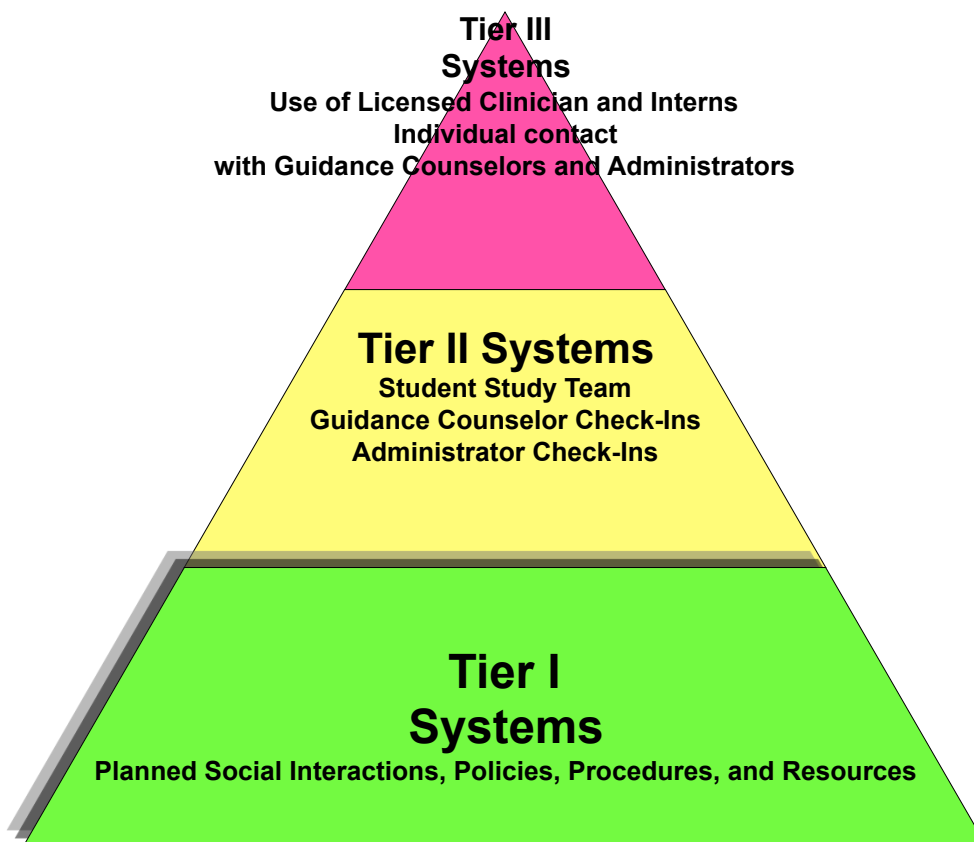 Tier III
Systems
Use of Licensed Clinician and Interns
Individual contact
with Guidance Counselors and Administrators
Tier II Systems
Student Study Team
Guidance Counselor Check-Ins
Administrator Check-Ins
Tier I
Systems
Planned Social Interactions, Policies, Procedures, and Resources